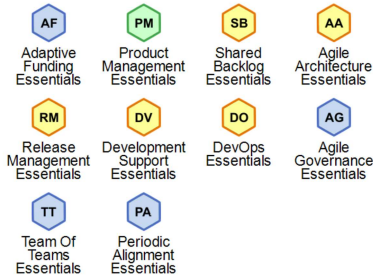 AF
PM
SB
AA
Adaptive
Funding
Essentials
Product
Management
Essentials
Shared
Backlog
Essentials
Agile
Architecture
Essentials
RM
DV
DO
AG
Release
Management
Essentials
Development
Support
Essentials
DevOps
Essentials
Agile
Governance
Essentials
TT
PA
Team Of
Teams
Essentials
Periodic
Alignment
Essentials